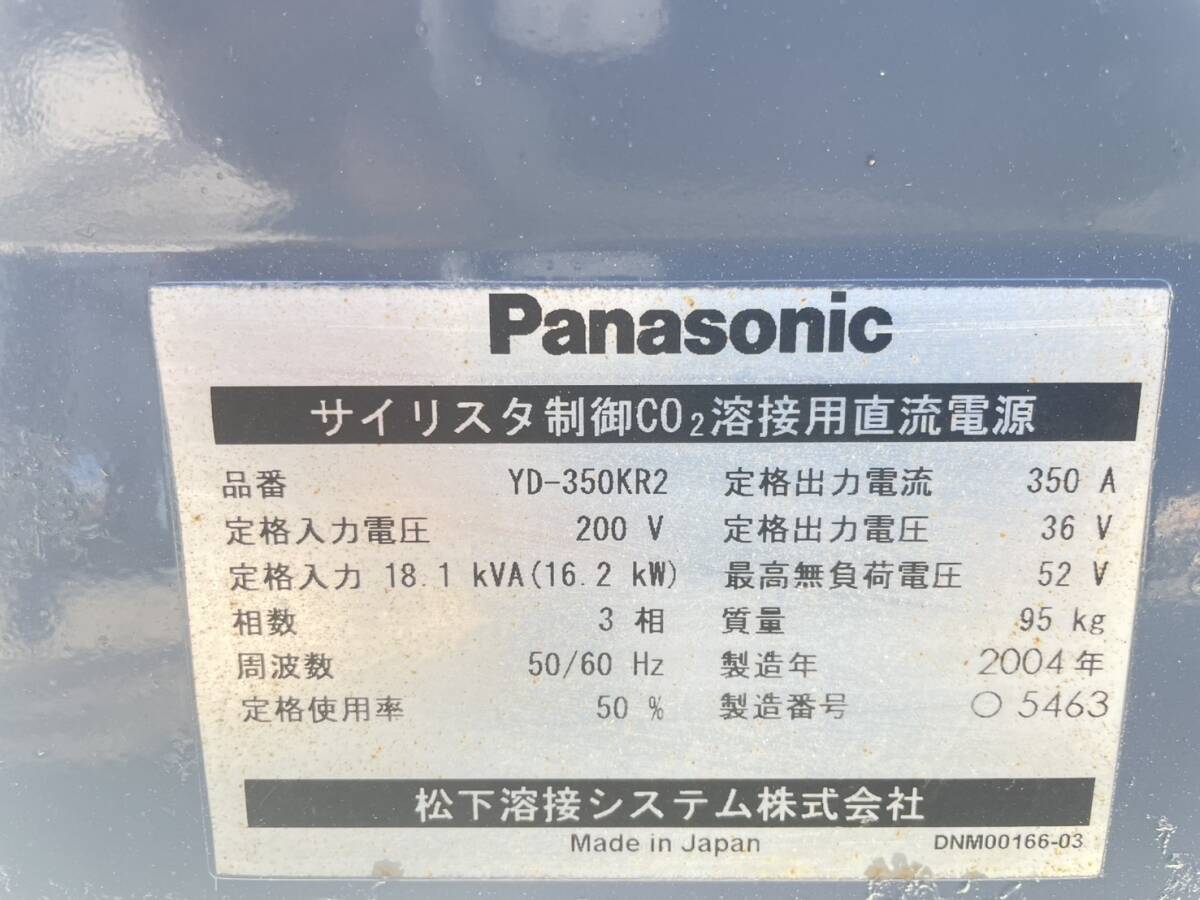 Panasonic
サイリスタ制御CO₂溶接用直流電源
品番 YD-350KR2 定格出力電流 350 A
定格入力電圧 200 V 定格出力電圧 36 V
定格入力 18.1 kVA(16.2 kW) 最高無負荷電圧 52 V
相数 3 相 質量 95 kg
周波数 50/60 Hz 製造年 2004年
定格使用率 50 % 製造番号 O 5463
松下溶接システム株式会社
Made in Japan DNM00166-03